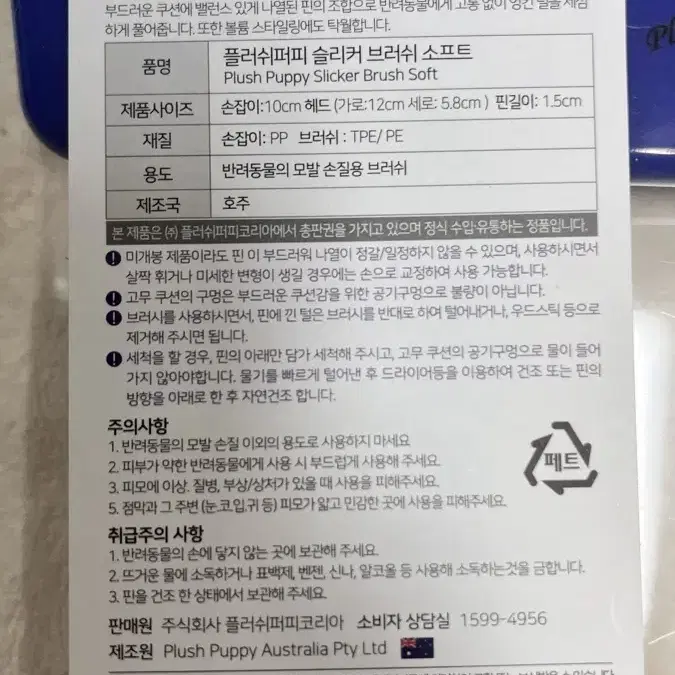 부드러운 쿠션에 밸런스 있게 나열된 핀의 조합으로 반려동물에게 고통 없이 엉킨 털을 세심
하게 풀어줍니다. 또한 볼륨 스타일링에도 탁월합니다.
품명 플러쉬퍼피 슬리커 브러쉬 소프트
Plush Puppy Slicker Brush Soft
제품사이즈 손잡이:10cm 헤드 (가로:12cm 세로: 5.8cm ) 핀길이: 1.5cm
재질 손잡이: PP 브러쉬 : TPE/ PE
용도 반려동물의 모발 손질용 브러쉬
제조국 호주
본 제품은 ㈜ 플러쉬퍼피코리아에서 총판권을 가지고 있으며 정식 수입·유통하는 정품입니다.
! 미개봉 제품이라도 핀 이 부드러워 나열이 정갈/일정하지 않을 수 있으며, 사용하시면서
살짝 휘거나 미세한 변형이 생길 경우에는 손으로 교정하여 사용 가능합니다.
! 고무 쿠션의 구멍은 부드러운 쿠션감을 위한 공기구멍으로 불량이 아닙니다.
! 브러시를 사용하시면서, 핀에 낀 털은 브러시를 반대로 하여 털어내거나, 우드스틱 등으로
제거해 주시면 됩니다.
! 세척을 할 경우, 핀의 아래만 담가 세척해 주시고, 고무 쿠션의 공기구멍으로 물이 들어
가지 않아야합니다. 물기를 빠르게 털어낸 후 드라이어등을 이용하여 건조 또는 핀의
방향을 아래로 한 후 자연건조 합니다.
주의사항
1. 반려동물의 모발 손질 이외의 용도로 사용하지 마세요
2. 피부가 약한 반려동물에게 사용 시 부드럽게 사용해 주세요.
3. 피모에 이상. 질병, 부상/상처가 있을 때 사용을 피해주세요.
5. 점막과 그 주변 (눈.코.입.귀 등) 피모가 얇고 민감한 곳에 사용을 피해주세요.
페트
취급주의 사항
1. 반려동물의 손에 닿지 않는 곳에 보관해 주세요.
2. 뜨거운 물에 소독하거나 표백제, 벤젠, 신나, 알코올 등 사용해 소독하는것을 금합니다.
3. 핀을 건조 한 상태에서 보관해 주세요.
판매원 주식회사 플러쉬퍼피코리아 소비자 상담실 1599-4956
제조원 Plush Puppy Australia Pty Ltd